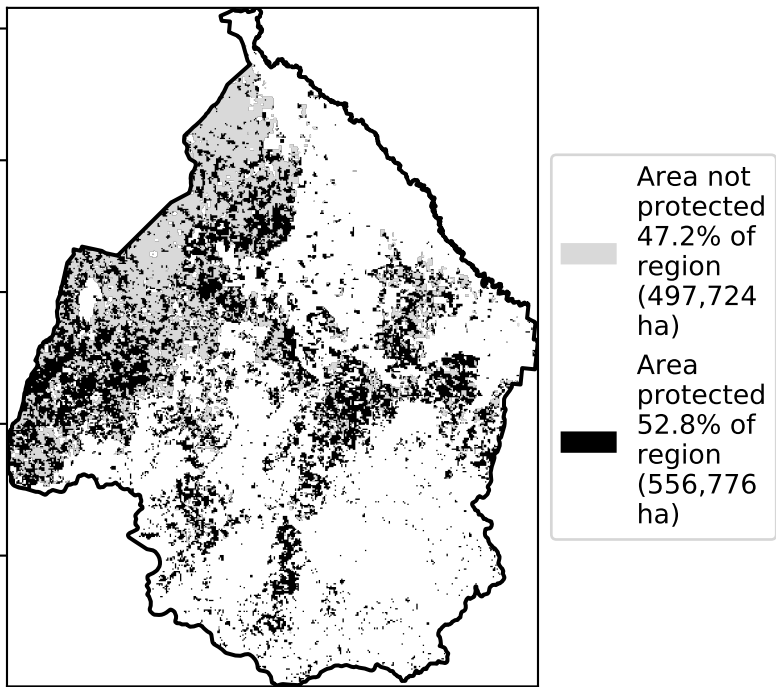 Area not
protected
47.2% of
region
(497,724
ha)
Area
protected
52.8% of
region
(556,776
ha)